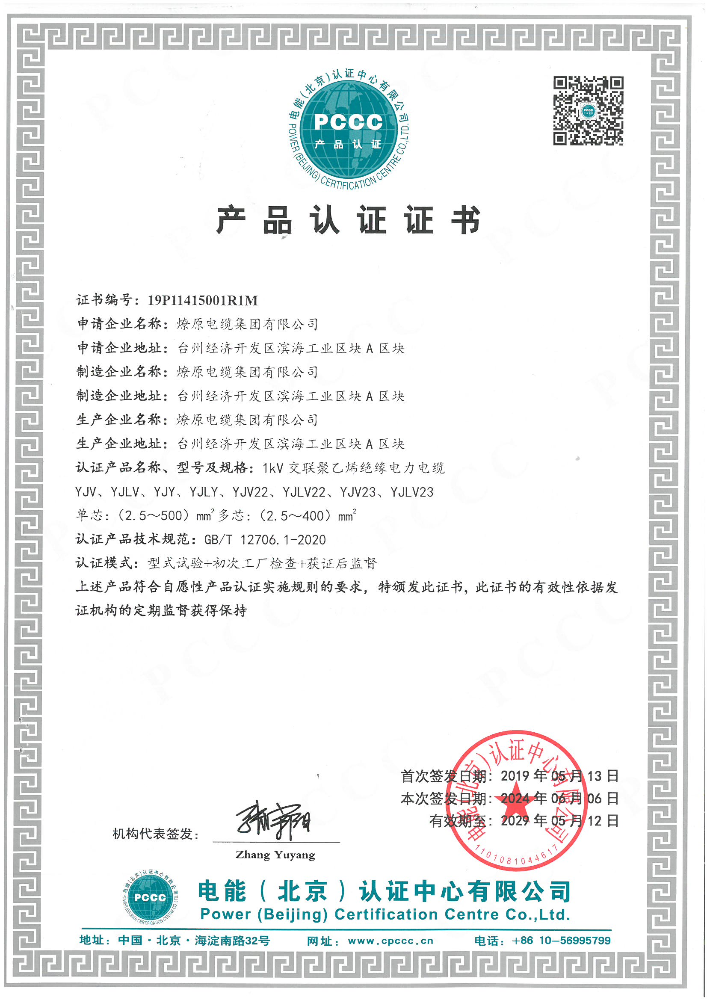 电能(北京)认证中心有限公司
PCCC
产品认证
POWER (BEIJING) CERTIFICATION CENTRE CO.,LTD.
产品认证证书
证书编号：19P11415001R1M
申请企业名称：燎原电缆集团有限公司
申请企业地址：台州经济开发区滨海工业区块 A 区块
制造企业名称：燎原电缆集团有限公司
制造企业地址：台州经济开发区滨海工业区块 A 区块
生产企业名称：燎原电缆集团有限公司
生产企业地址：台州经济开发区滨海工业区块 A 区块
认证产品名称、型号及规格：1kV 交联聚乙烯绝缘电力电缆
YJV、YJLV、YJY、YJLY、YJV22、YJLV22、YJV23、YJLV23
单芯：（2.5～500）mm² 多芯：（2.5～400）mm²
认证产品技术规范：GB/T 12706.1-2020
认证模式：型式试验+初次工厂检查+获证后监督
上述产品符合自愿性产品认证实施规则的要求，特颁发此证书，此证书的有效性依据发
证机构的定期监督获得保持
首次签发日期：2019 年 05 月 13 日
本次签发日期：2024 年 06 月 06 日
有效期至：2029 年 05 月 12 日
电能(北京)认证中心有限公司
1101081044617
机构代表签发：
Zhang Yuyang
电能(北京)认证中心有限公司
PCCC
POWER (BEIJING) CERTIFICATION CENTRE CO.,LTD.
电能（北京）认证中心有限公司
Power (Beijing) Certification Centre Co.,Ltd.
地址：中国·北京·海淀南路32号 网址：www.cpccc.cn 电话：+86 10-56995799